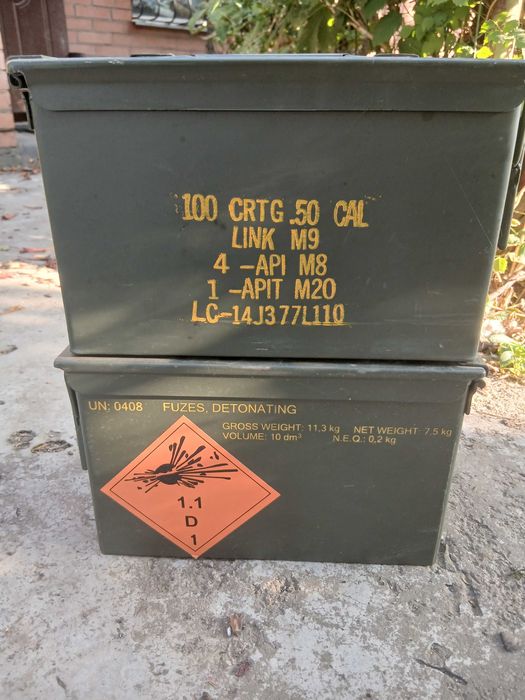 100 CRTG .50 CAL
LINK M9
4 -API M8
1 -APIT M20
LC-14J377L110
UN: 0408 FUZES, DETONATING
GROSS WEIGHT: 11,3 kg NET WEIGHT: 7,5 kg
VOLUME: 10 dm³ N.E.Q.: 0,2 kg
1.1
D
1